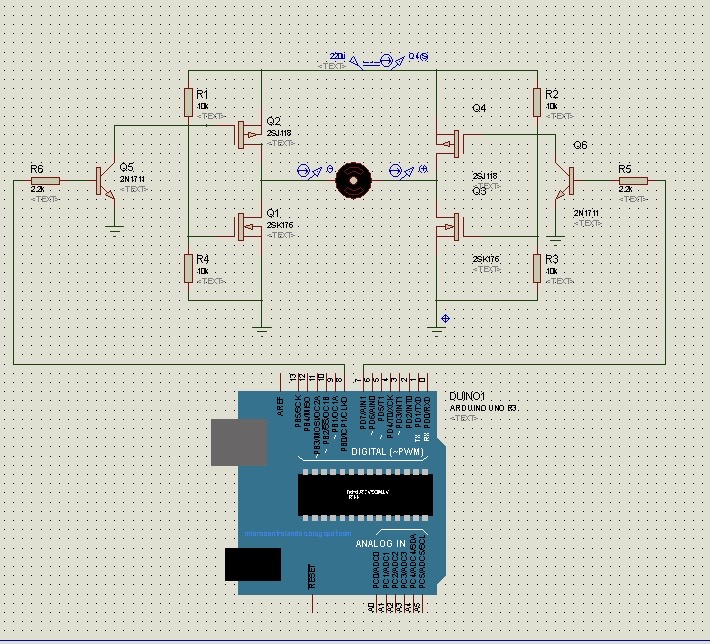 220u
<TEXT>
R1
10k
<TEXT>
R2
10k
<TEXT>
Q2
2SJ118
<TEXT>
Q4
2SJ118
<TEXT>
R6
2.2k
<TEXT>
Q5
2N1711
<TEXT>
Q6
2N1711
<TEXT>
R5
2.2k
<TEXT>
Q1
2SK176
<TEXT>
Q3
2SK176
<TEXT>
R4
10k
<TEXT>
R3
10k
<TEXT>
13
12
11
10
9
8
7
6
5
4
3
2
1
0
AREF
PB5/SCK
PB4/MISO
PB3/MOSI/OC2A
PB2/SS/OC1B
PB1/OC1A
PB0/ICP1/CLKO
PD7/AIN1
PD6/AIN0
PD5/T1
PD4/T0/XCK
PD3/INT1
PD2/INT0
PD1/TXD
PD0/RXD
TX
RX
DIGITAL (~PWM)
DUINO1
ARDUINO UNO R3
<TEXT>
ANALOG IN
RESET
PC0/ADC0
PC1/ADC1
PC2/ADC2
PC3/ADC3
PC4/ADC4/SDA
PC5/ADC5/SCL
A0
A1
A2
A3
A4
A5